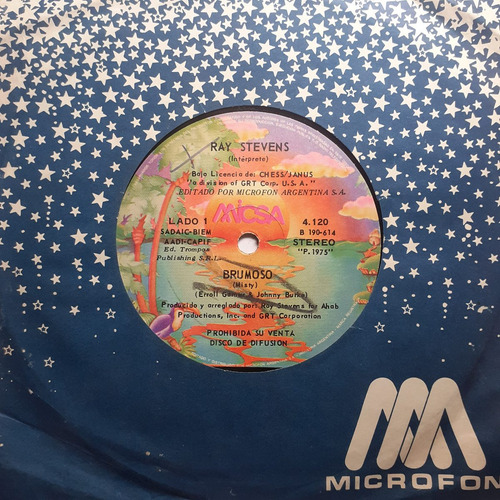 RAY STEVENS
(Intérprete)
Bajo Licencia de: CHESS/JANUS
"a division of GRT Corp. U.S.A."
EDITADO POR MICROFON ARGENTINA S.A.
MICSA
LADO 1
4.120
SADAIC-BIEM
B 190-614
AADI-CAPIF
STEREO
Ed. Trompas
"P. 1975"
Publishing S.R.L.
BRUMOSO
(Misty)
(Erroll Garner & Johnny Burke)
Producido y arreglado por: Ray Stevens for Ahab
Productions, Inc. and GRT Corporation
PROHIBIDA SU VENTA
DISCO DE DIFUSION
MICROFON